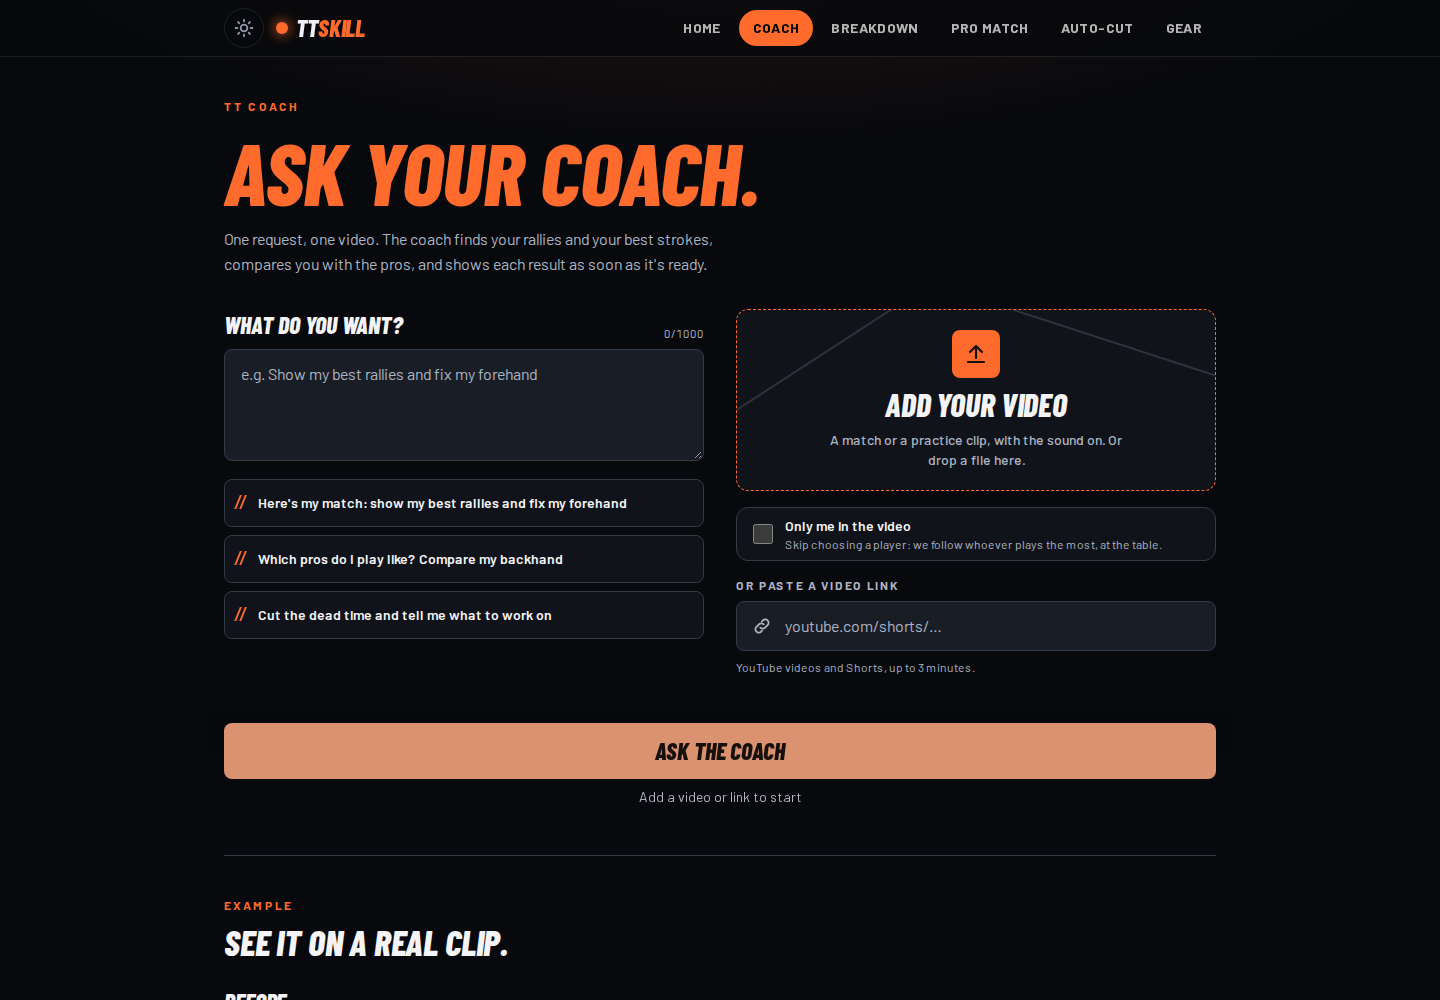 TTSKILL
HOME
COACH
BREAKDOWN
PRO MATCH
AUTO-CUT
GEAR
TT COACH
ASK YOUR COACH.
One request, one video. The coach finds your rallies and your best strokes,
compares you with the pros, and shows each result as soon as it's ready.
WHAT DO YOU WANT?
0/1000
e.g. Show my best rallies and fix my forehand
// Here's my match: show my best rallies and fix my forehand
// Which pros do I play like? Compare my backhand
// Cut the dead time and tell me what to work on
ADD YOUR VIDEO
A match or a practice clip, with the sound on. Or
drop a file here.
Only me in the video
Skip choosing a player: we follow whoever plays the most, at the table.
OR PASTE A VIDEO LINK
youtube.com/shorts/...
YouTube videos and Shorts, up to 3 minutes.
ASK THE COACH
Add a video or link to start
EXAMPLE
SEE IT ON A REAL CLIP.
BEFORE